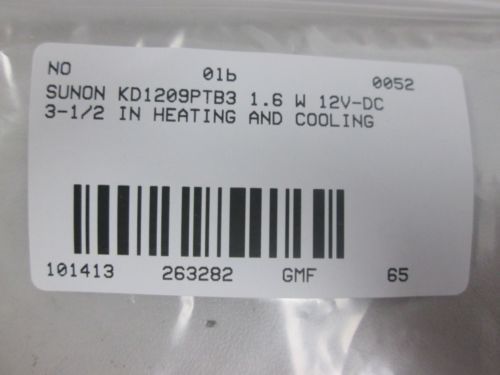 NO 01b 0052
SUNON KD1209PTB3 1.6 W 12V-DC
3-1/2 IN HEATING AND COOLING
101413 263282 GMF 65